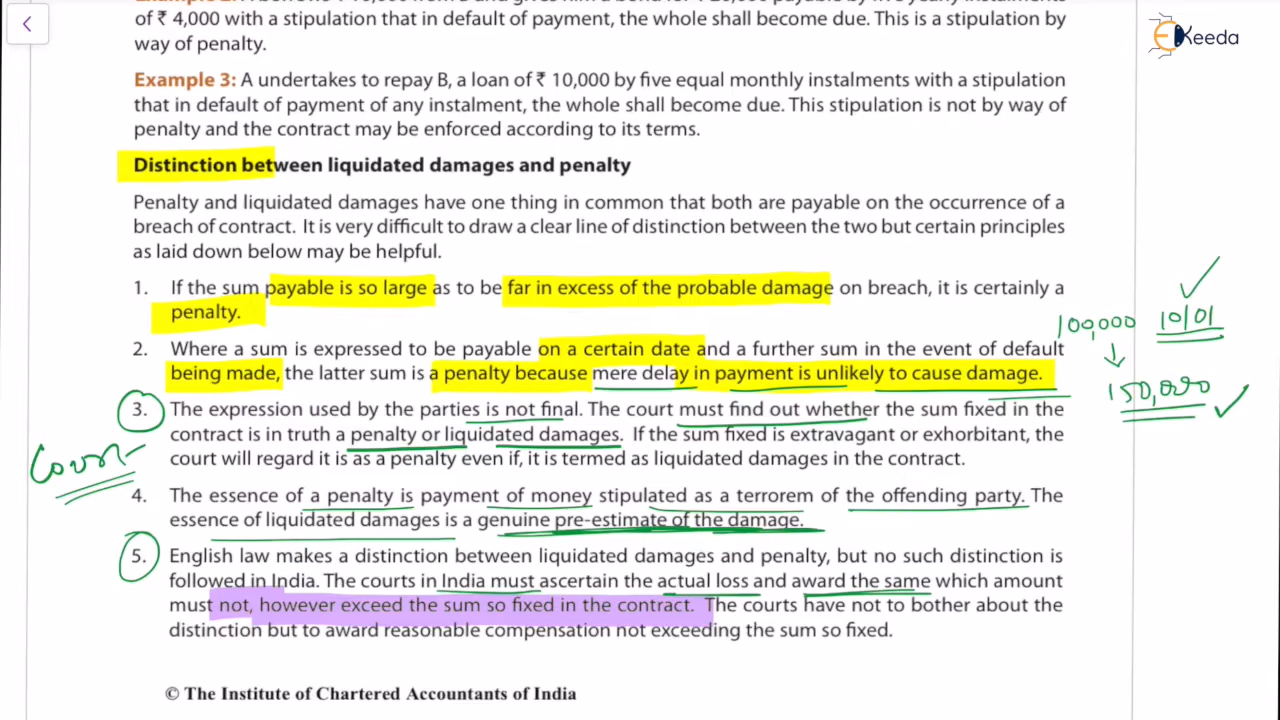 of ₹ 4,000 with a stipulation that in default of payment, the whole shall become due. This is a stipulation by
way of penalty.
EKeeda
Example 3: A undertakes to repay B, a loan of ₹ 10,000 by five equal monthly instalments with a stipulation
that in default of payment of any instalment, the whole shall become due. This stipulation is not by way of
penalty and the contract may be enforced according to its terms.
Distinction between liquidated damages and penalty
Penalty and liquidated damages have one thing in common that both are payable on the occurrence of a
breach of contract. It is very difficult to draw a clear line of distinction between the two but certain principles
as laid down below may be helpful.
1. If the sum payable is so large as to be far in excess of the probable damage on breach, it is certainly a
penalty.
100,000 10/01
2. Where a sum is expressed to be payable on a certain date and a further sum in the event of default
being made, the latter sum is a penalty because mere delay in payment is unlikely to cause damage.
150,000
3. The expression used by the parties is not final. The court must find out whether the sum fixed in the
contract is in truth a penalty or liquidated damages. If the sum fixed is extravagant or exhorbitant, the
court will regard it is as a penalty even if, it is termed as liquidated damages in the contract.
Court
4. The essence of a penalty is payment of money stipulated as a terrorem of the offending party. The
essence of liquidated damages is a genuine pre-estimate of the damage.
5. English law makes a distinction between liquidated damages and penalty, but no such distinction is
followed in India. The courts in India must ascertain the actual loss and award the same which amount
must not, however exceed the sum so fixed in the contract. The courts have not to bother about the
distinction but to award reasonable compensation not exceeding the sum so fixed.
© The Institute of Chartered Accountants of India